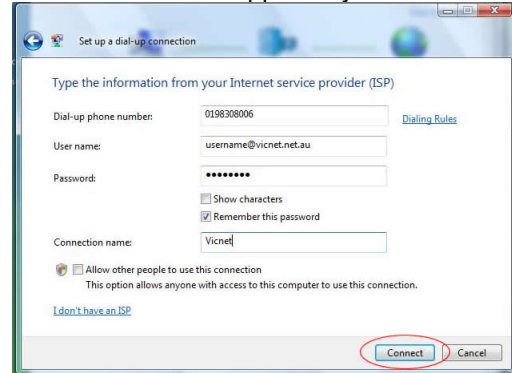 Set up a dial-up connection
Type the information from your Internet service provider (ISP)
Dial-up phone number: 0198308006 Dialing Rules
User name: username@vicnet.net.au
Password: ••••••••
Show characters
Remember this password
Connection name: Vicnet
Allow other people to use this connection
This option allows anyone with access to this computer to use this connection.
I don't have an ISP
Connect Cancel